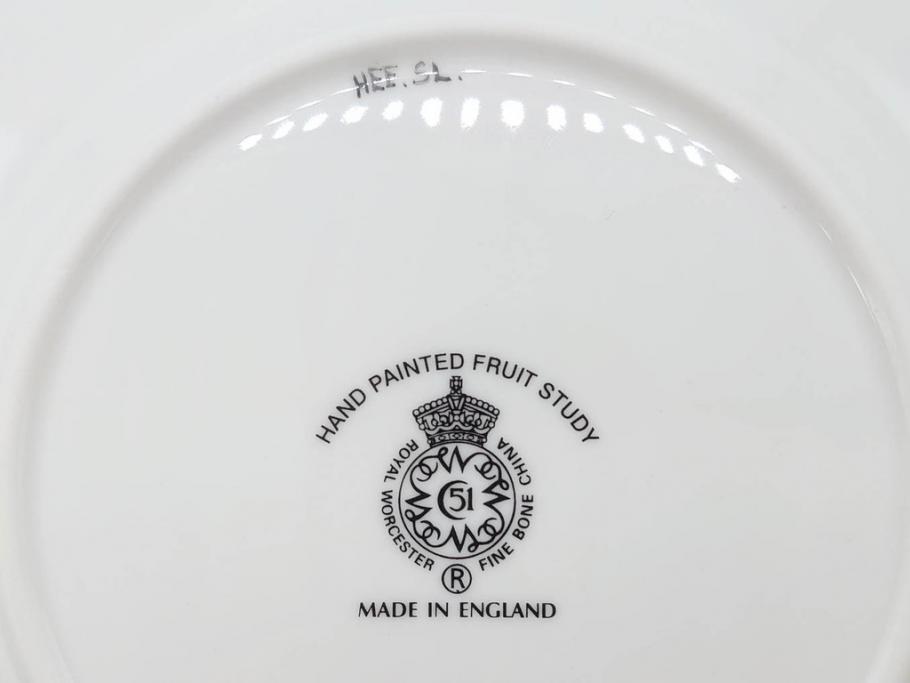 HEE.SL.
HAND PAINTED FRUIT STUDY
ROYAL WORCESTER FINE BONE CHINA
51
R
MADE IN ENGLAND